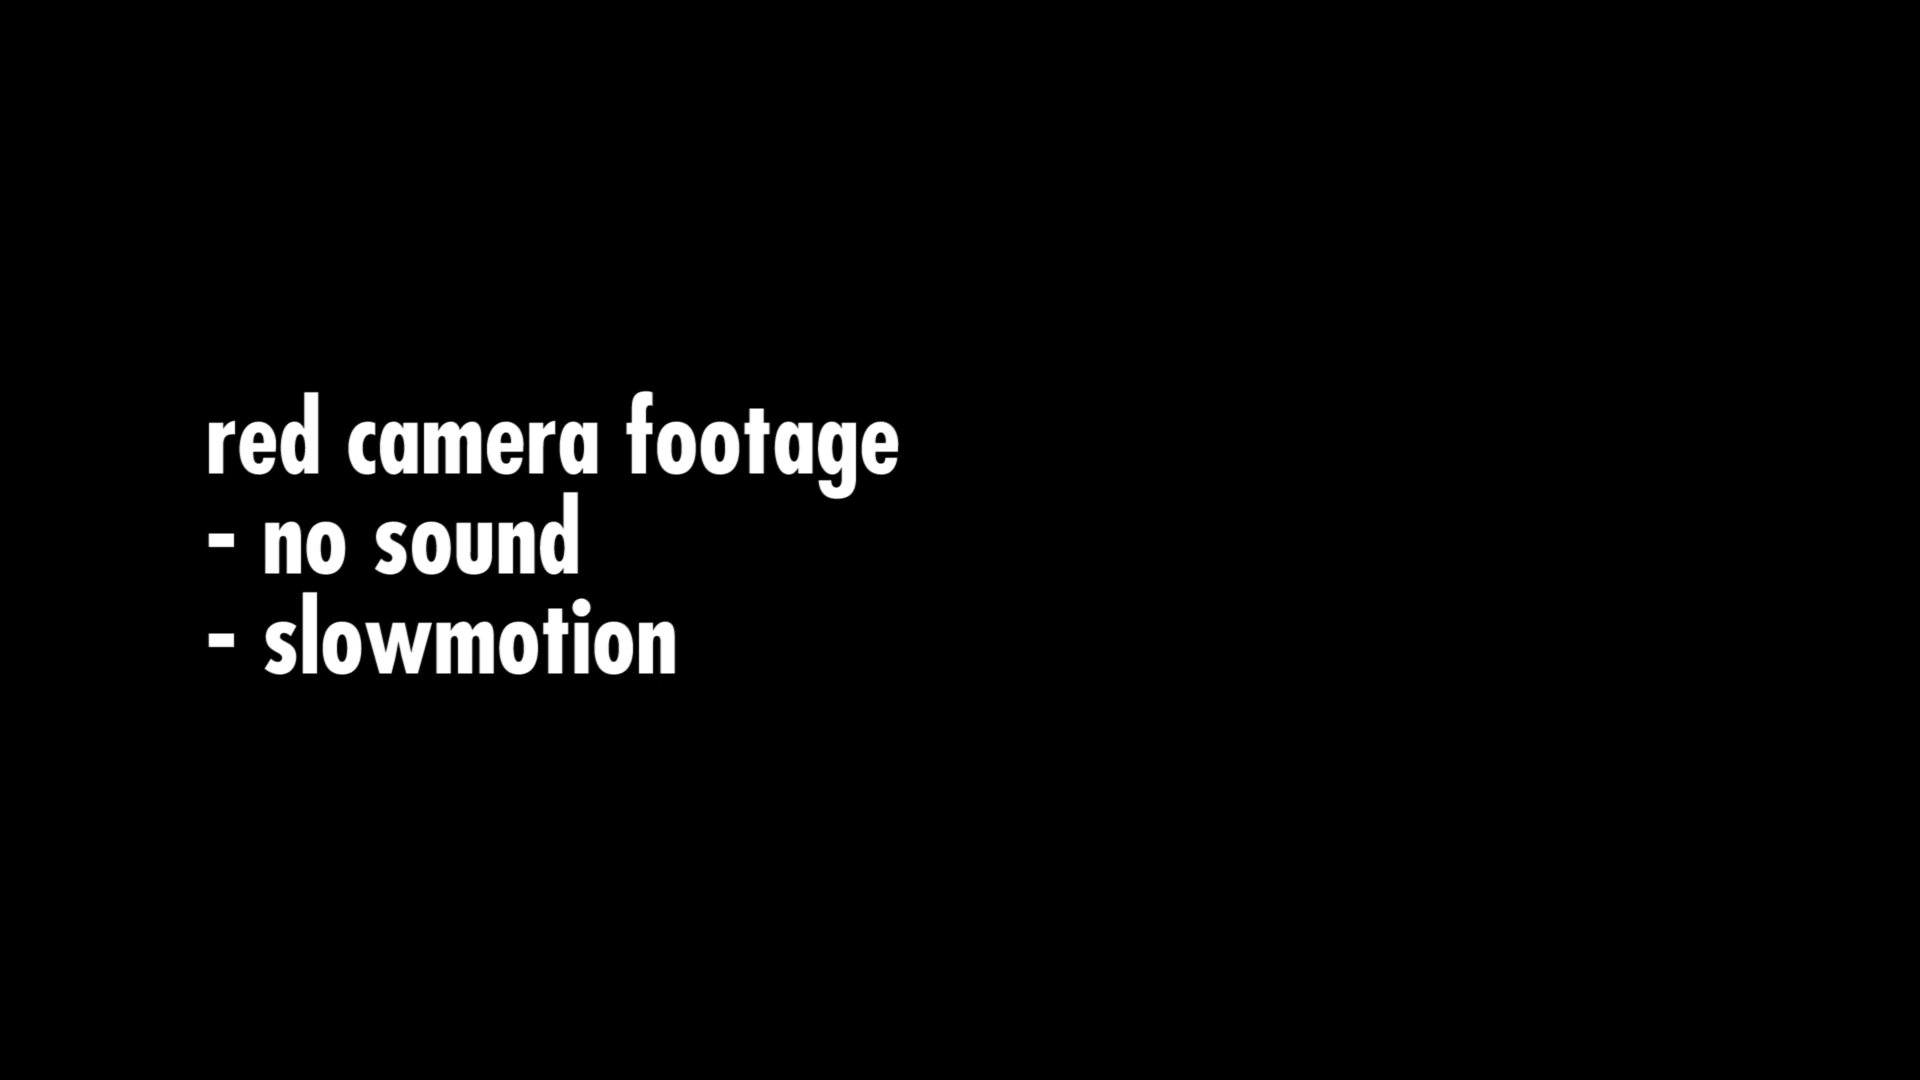 red camera footage
- no sound
- slowmotion